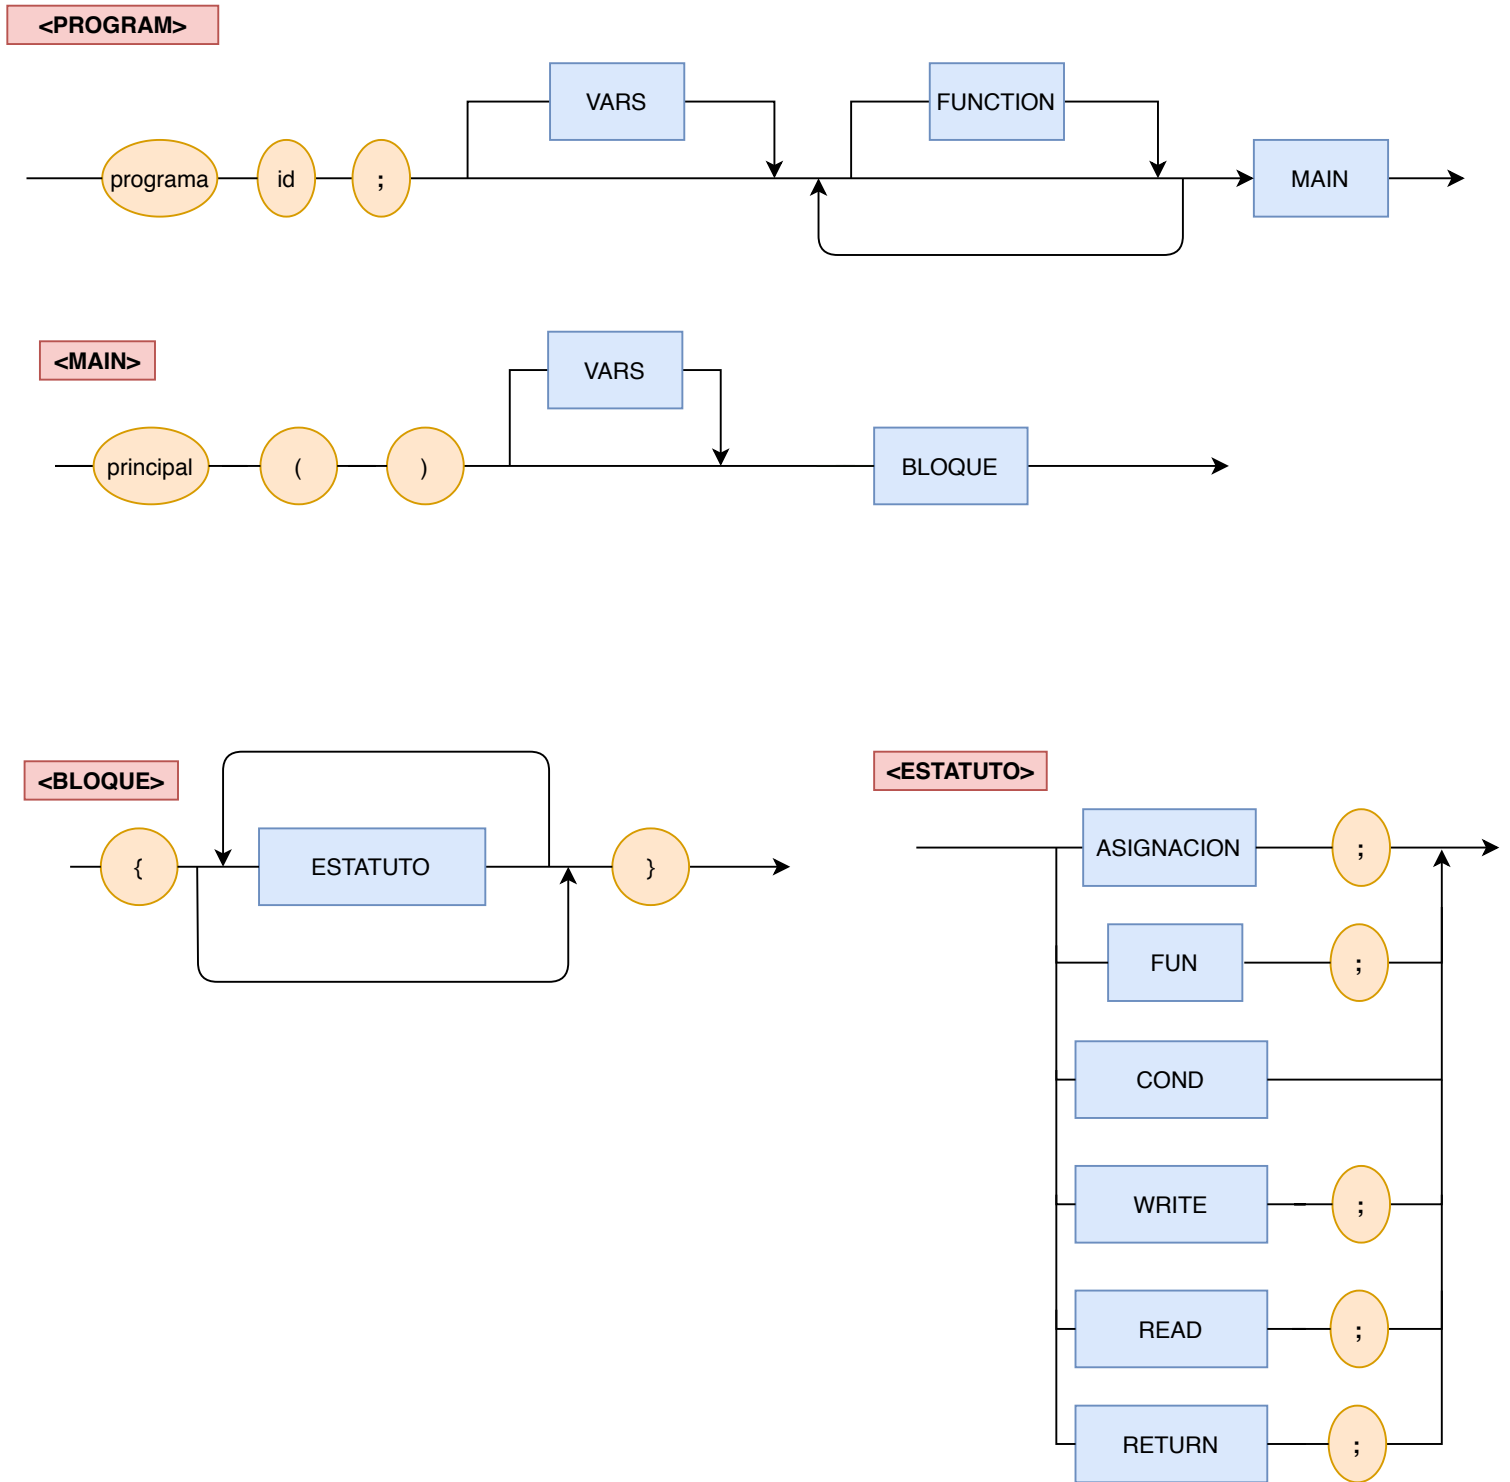 <PROGRAM>
VARS
FUNCTION
programa
id
;
MAIN
<MAIN>
VARS
principal
(
)
BLOQUE
<BLOQUE>
{
ESTATUTO
}
<ESTATUTO>
ASIGNACION
;
FUN
;
COND
WRITE
;
READ
;
RETURN
;